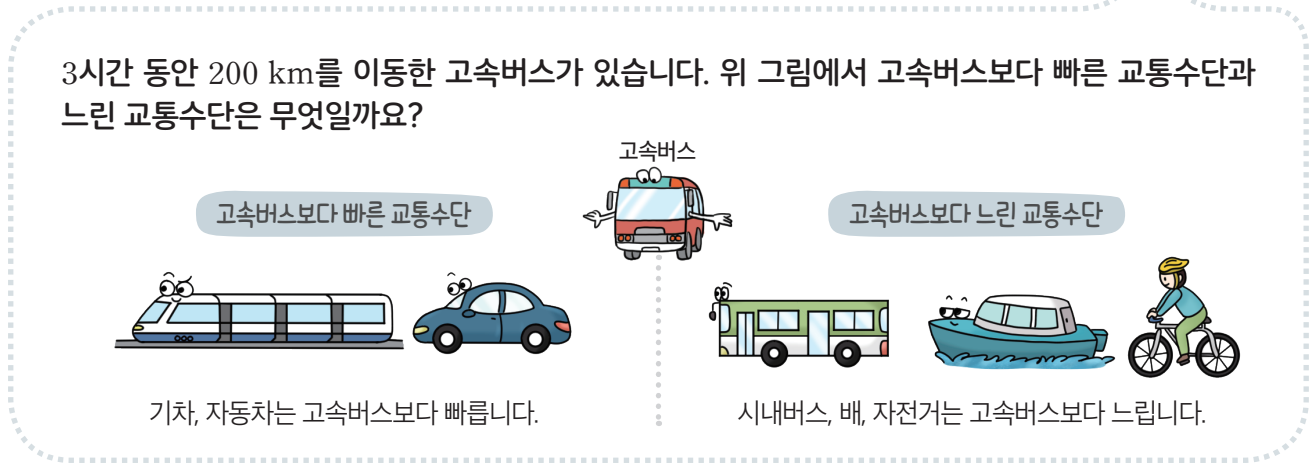 3시간 동안 200 km를 이동한 고속버스가 있습니다. 위 그림에서 고속버스보다 빠른 교통수단과
느린 교통수단은 무엇일까요?
고속버스
고속버스보다 빠른 교통수단
고속버스보다 느린 교통수단
기차, 자동차는 고속버스보다 빠릅니다.
시내버스, 배, 자전거는 고속버스보다 느립니다.